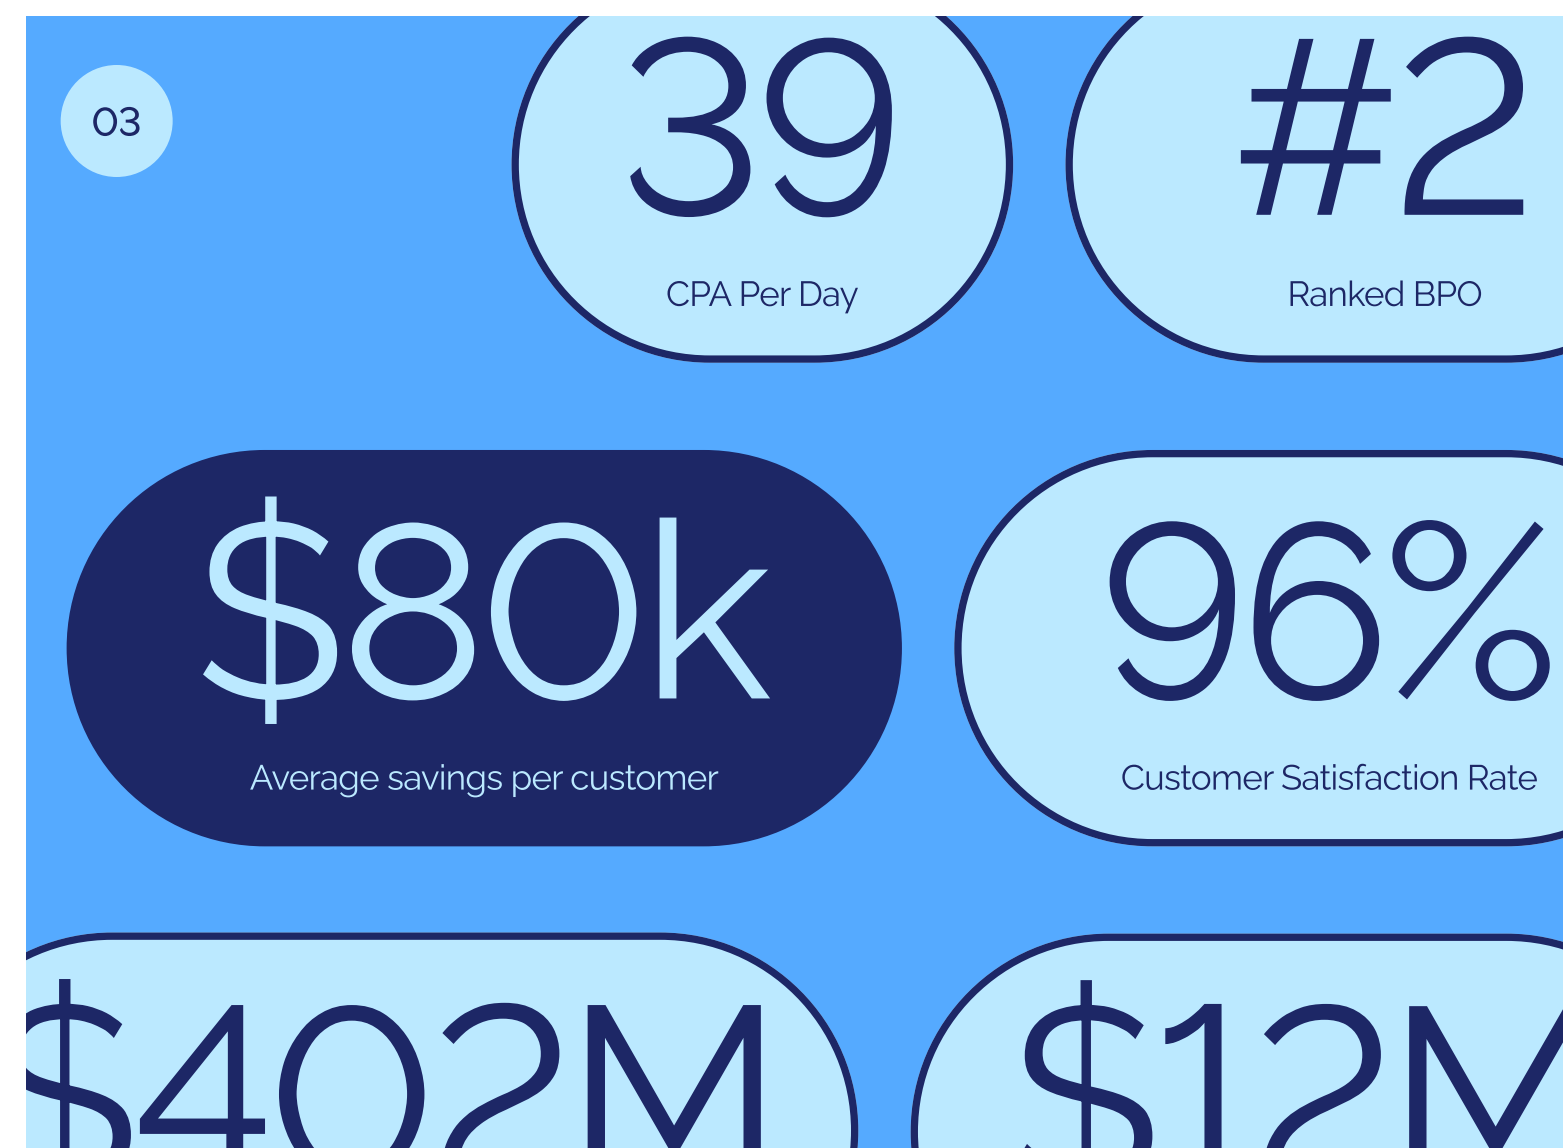 03
39
CPA Per Day
#2
Ranked BPO
$80k
Average savings per customer
96%
Customer Satisfaction Rate
$402M
$12M